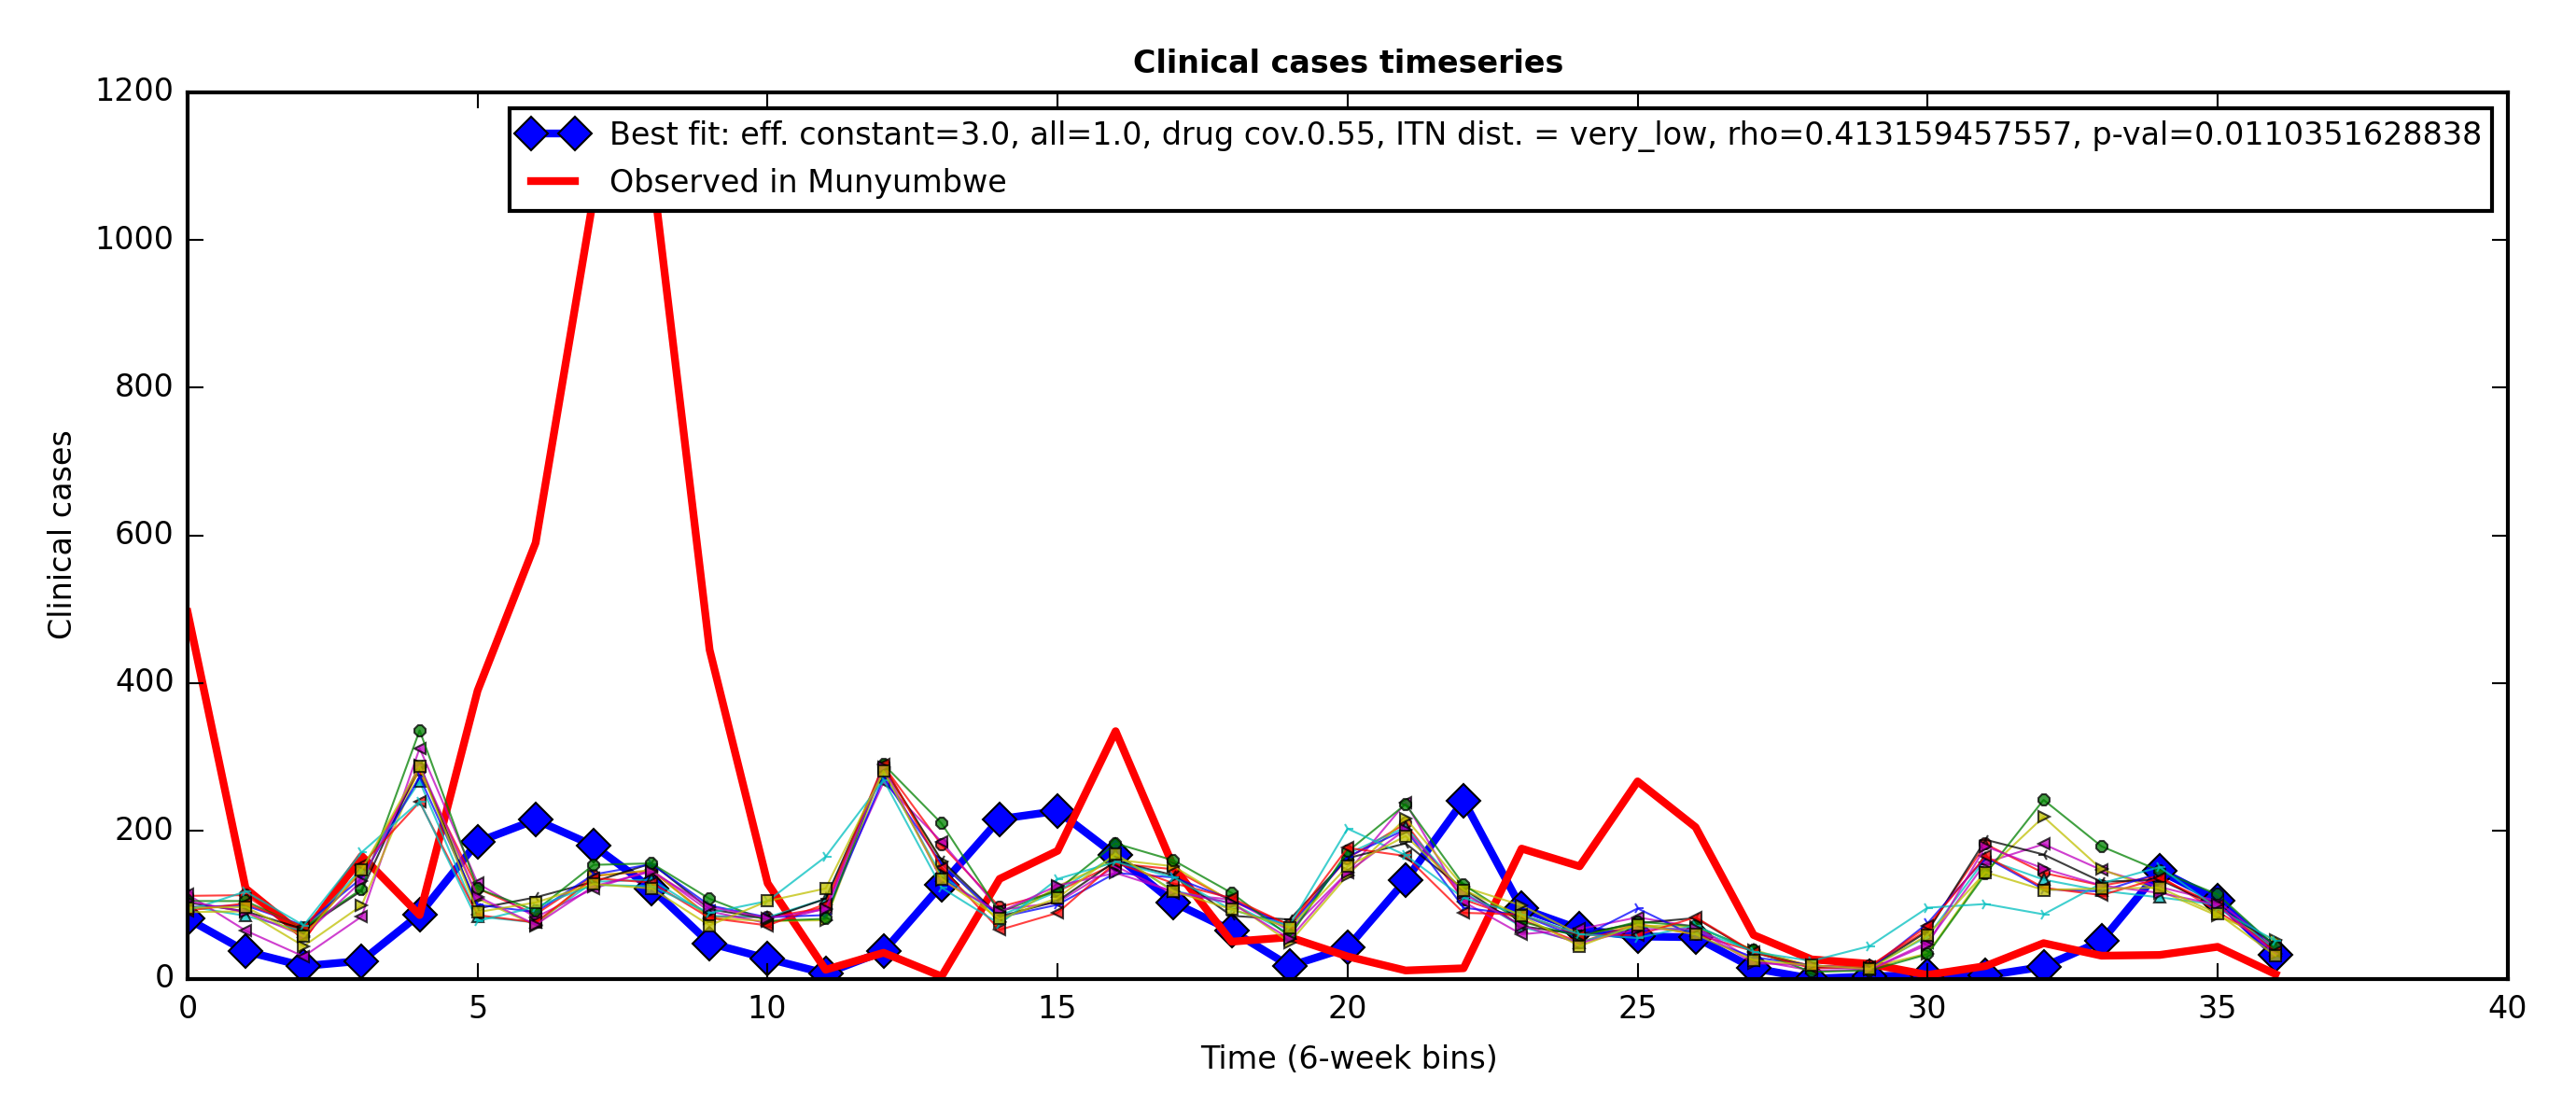 Clinical cases timeseries
1200
1000
800
600
400
200
0
Clinical cases
Best fit: eff. constant=3.0, all=1.0, drug cov.0.55, ITN dist. = very_low, rho=0.413159457557, p-val=0.0110351628838
Observed in Munyumbwe
0 5 10 15 20 25 30 35 40
Time (6-week bins)